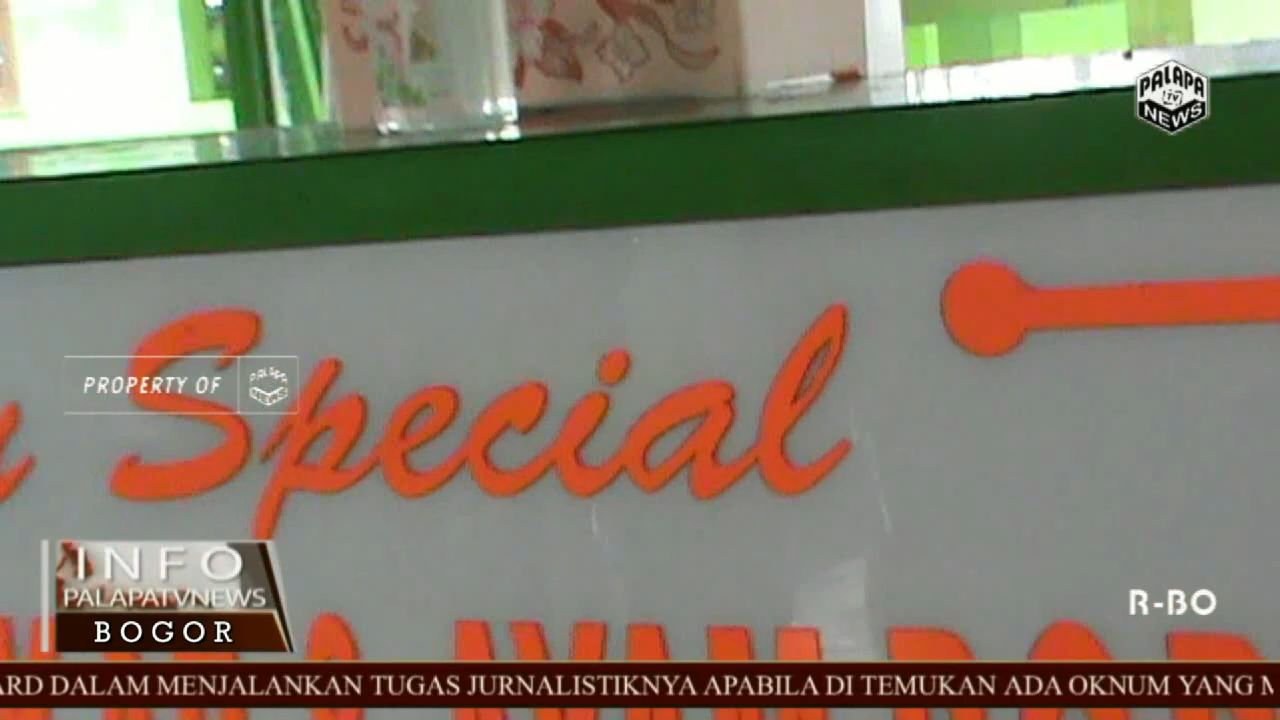 PALAPA
TV
NEWS
Special
PROPERTY OF
INFO
PALAPATVNEWS
BOGOR
R-BO
& AYAM
ARD DALAM MENJALANKAN TUGAS JURNALISTIKNYA APABILA DI TEMUKAN ADA OKNUM YANG M